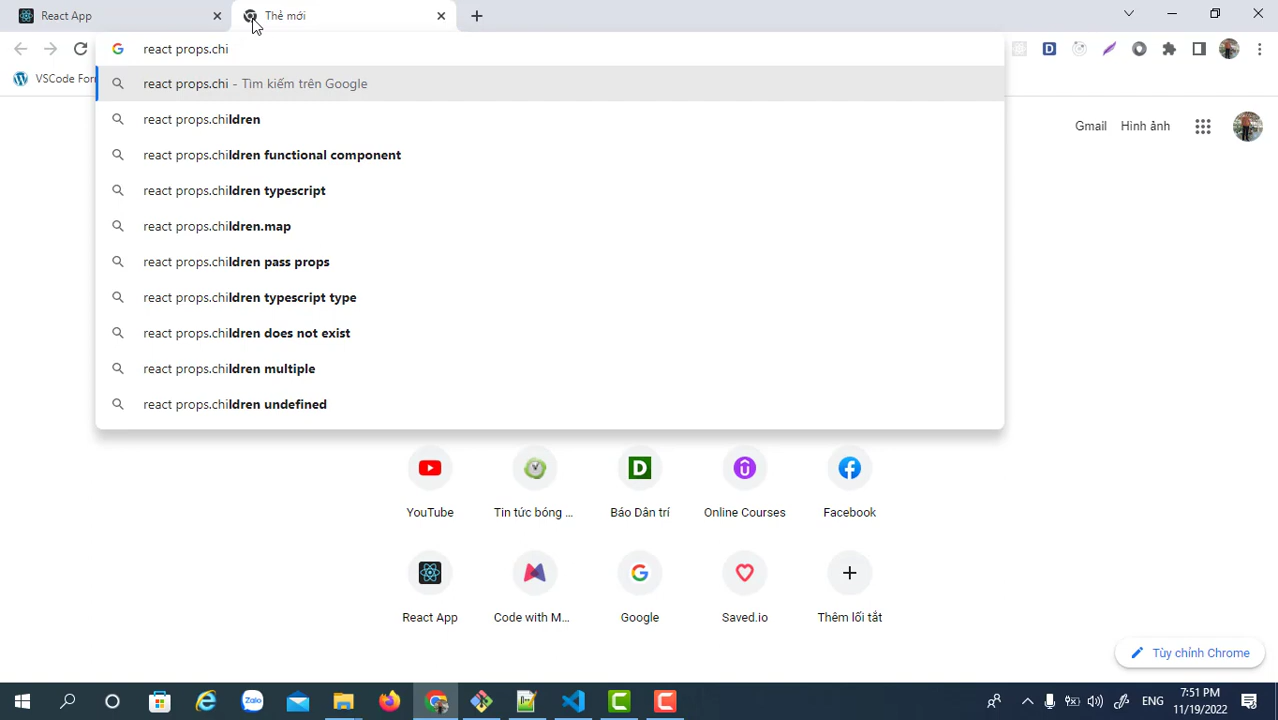 React App
Thẻ mới
react props.chi
VSCode For
react props.chi - Tìm kiếm trên Google
react props.children
react props.children functional component
react props.children typescript
react props.children.map
react props.children pass props
react props.children typescript type
react props.children does not exist
react props.children multiple
react props.children undefined
Gmail Hình ảnh
YouTube Tin tức bóng ... Báo Dân trí Online Courses Facebook
React App Code with M... Google Saved.io Thêm lối tắt
Tùy chỉnh Chrome
Zalo ENG 7:51 PM
11/19/2022